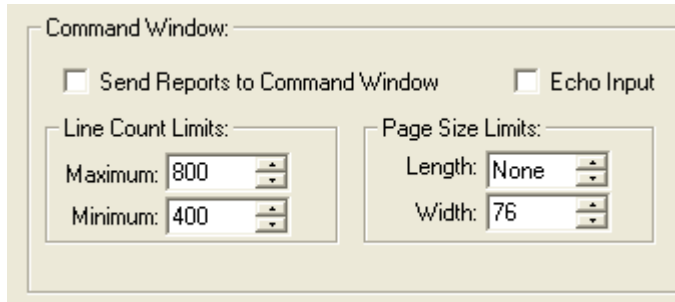 Command Window:
Send Reports to Command Window
Echo Input
Line Count Limits:
Maximum: 800
Minimum: 400
Page Size Limits:
Length: None
Width: 76